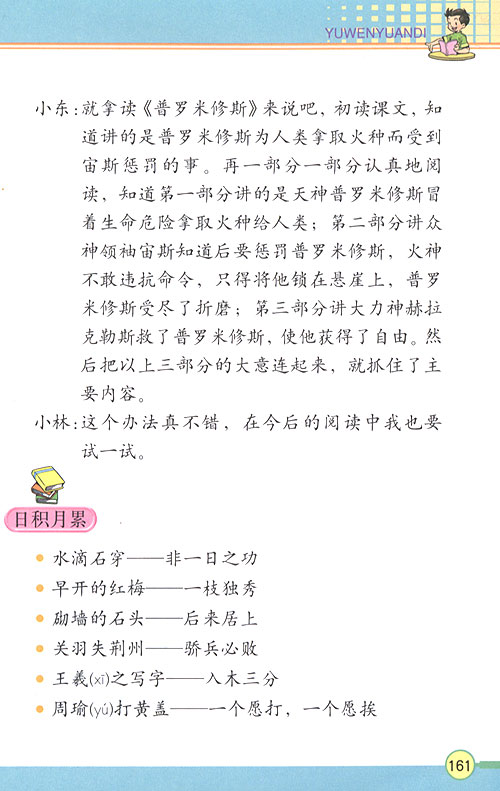 YUWENYUANDI
小东:就拿读《普罗米修斯》来说吧，初读课文，知
道讲的是普罗米修斯为人类拿取火种而受到
宙斯惩罚的事。再一部分一部分认真地阅
读，知道第一部分讲的是天神普罗米修斯冒
着生命危险拿取火种给人类；第二部分讲众
神领袖宙斯知道后要惩罚普罗米修斯，火神
不敢违抗命令，只得将他锁在悬崖上，普罗
米修斯受尽了折磨；第三部分讲大力神赫拉
克勒斯救了普罗米修斯，使他获得了自由。然
后把以上三部分的大意连起来，就抓住了主
要内容。
小林:这个办法真不错，在今后的阅读中我也要
试一试。
日积月累
水滴石穿——非一日之功
早开的红梅——一枝独秀
砌墙的石头——后来居上
关羽失荆州——骄兵必败
王羲(xī)之写字——入木三分
周瑜(yú)打黄盖——一个愿打，一个愿挨
161